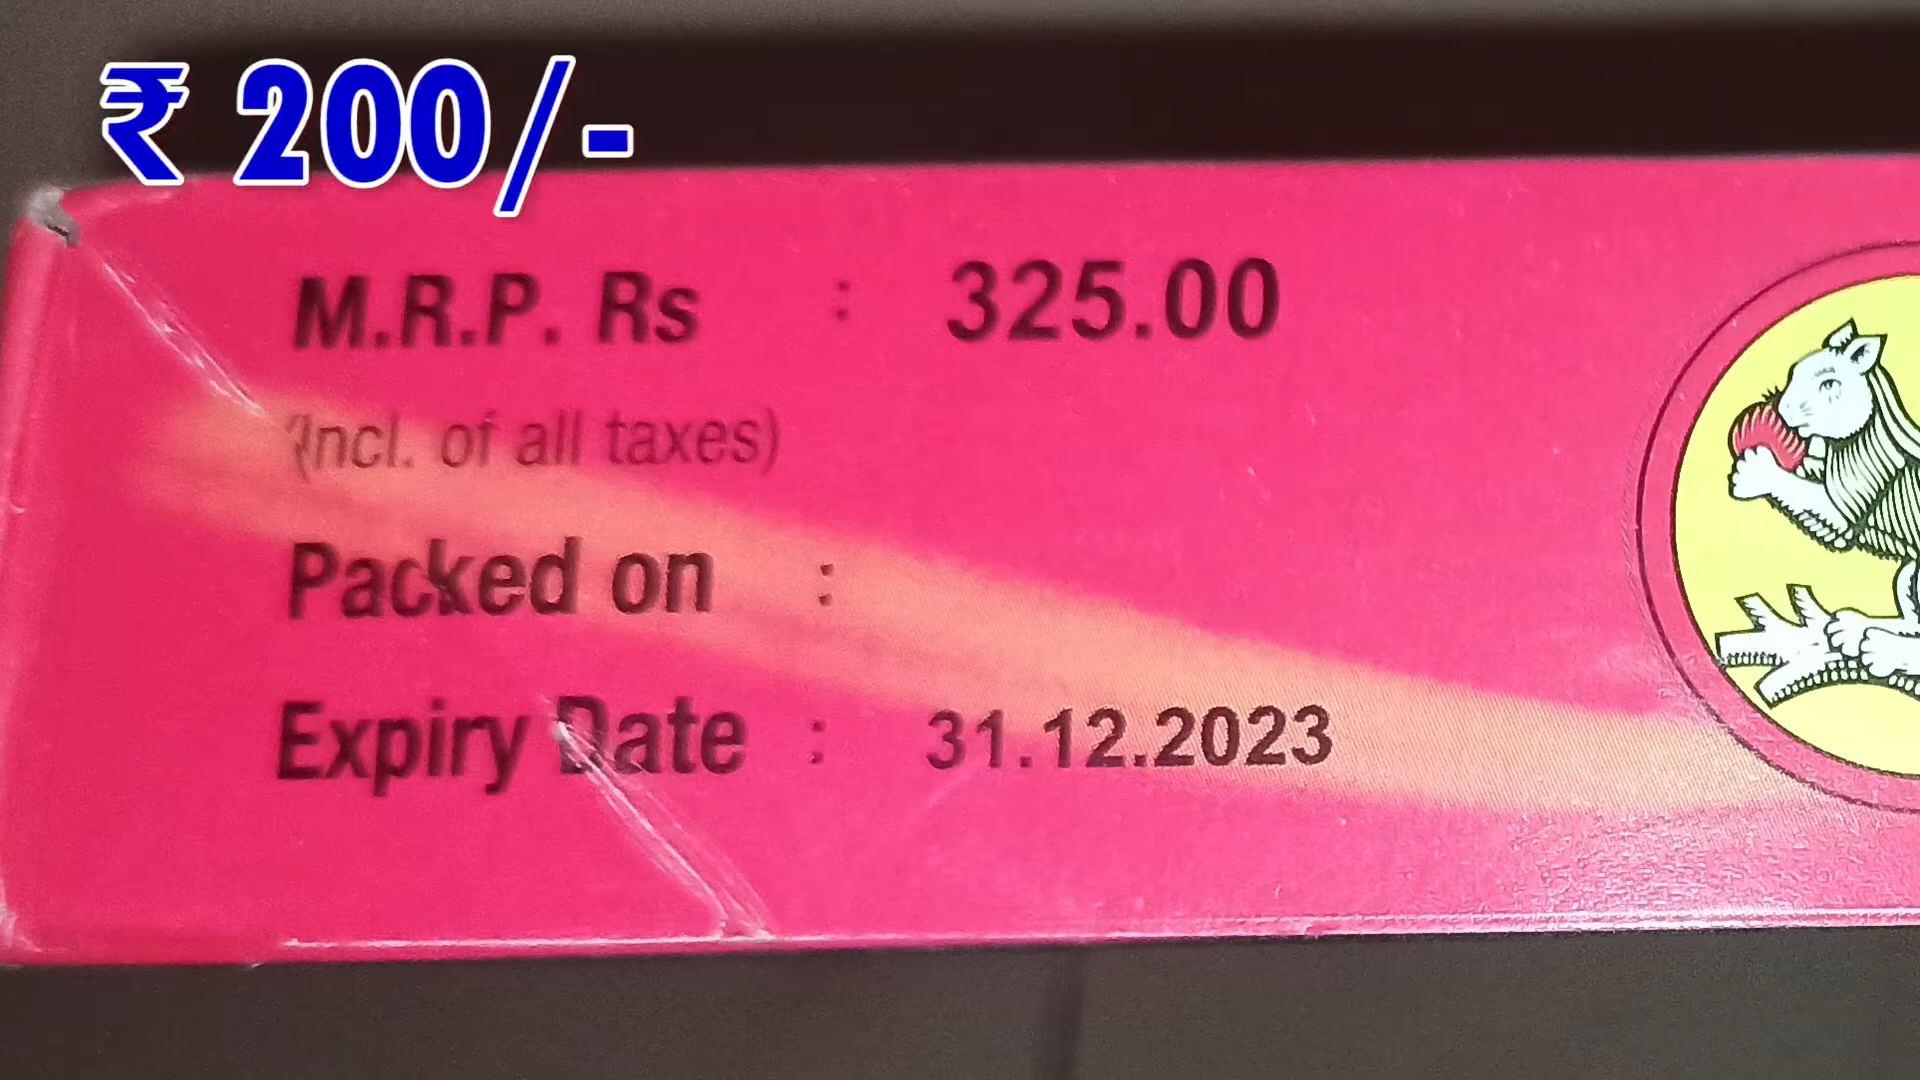 ₹ 200/-
M.R.P. Rs : 325.00
(Incl. of all taxes)
Packed on :
Expiry Date : 31.12.2023